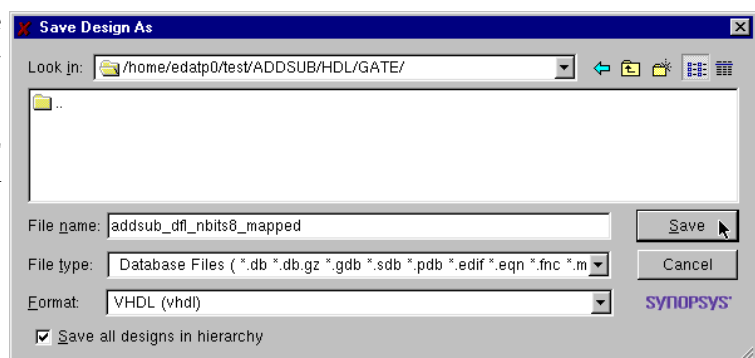 Save Design As
Look in: /home/edatp0/test/ADDSUB/HDL/GATE/
..
File name: addsub_dfl_nbits8_mapped
Save
File type: Database Files ( *.db *.db.gz *.gdb *.sdb *.pdb *.edif *.eqn *.fnc *.m
Cancel
Format: VHDL (vhdl)
SYNOPSYS®
Save all designs in hierarchy